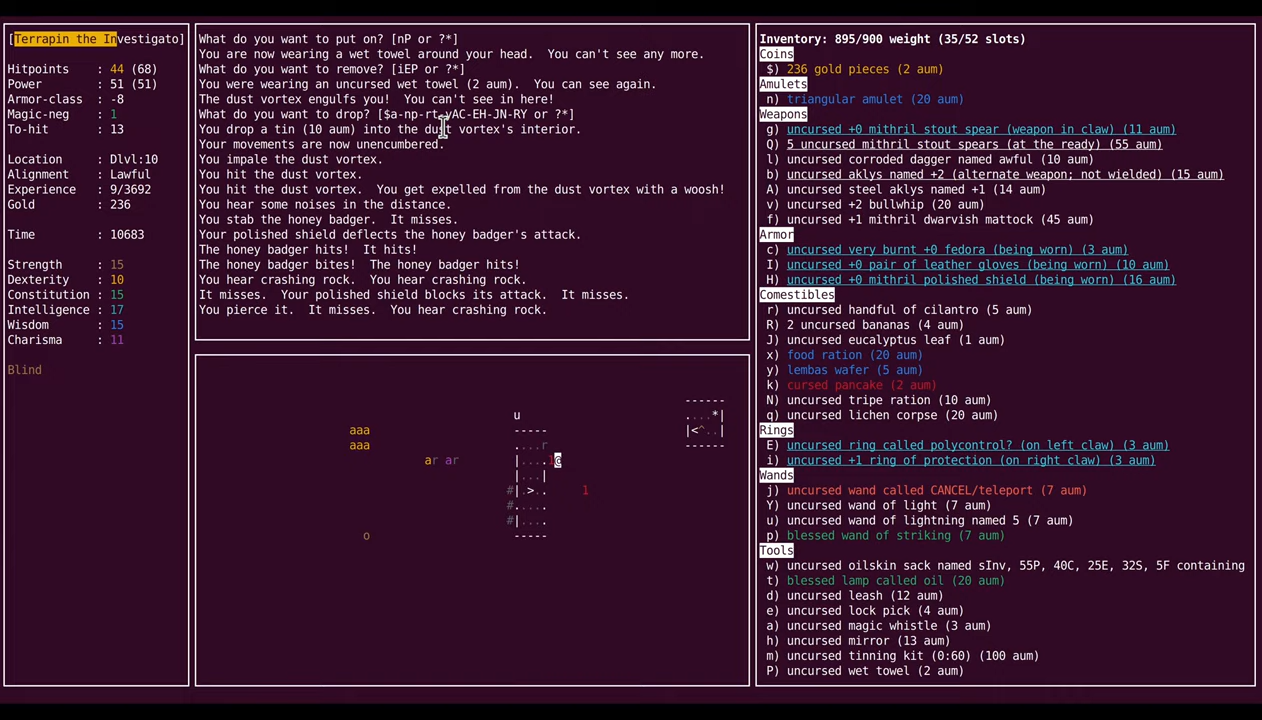 [Terrapin the Investigato]
Hitpoints : 44 (68)
Power : 51 (51)
Armor-class : -8
Magic-neg : 1
To-hit : 13
Location : Dlvl:10
Alignment : Lawful
Experience : 9/3692
Gold : 236
Time : 10683
Strength : 15
Dexterity : 10
Constitution : 15
Intelligence : 17
Wisdom : 15
Charisma : 11
Blind
What do you want to put on? [nP or ?*]
You are now wearing a wet towel around your head.  You can't see any more.
What do you want to remove? [iEP or ?*]
You were wearing an uncursed wet towel (2 aum).  You can see again.
The dust vortex engulfs you!  You can't see in here!
What do you want to drop? [$a-np-rt-yAC-EH-JN-RY or ?*]
You drop a tin (10 aum) into the dust vortex's interior.
Your movements are now unencumbered.
You impale the dust vortex.
You hit the dust vortex.
You hit the dust vortex.  You get expelled from the dust vortex with a woosh!
You hear some noises in the distance.
You stab the honey badger.  It misses.
Your polished shield deflects the honey badger's attack.
The honey badger hits!  It hits!
The honey badger bites!  The honey badger hits!
You hear crashing rock.  You hear crashing rock.
It misses.  Your polished shield blocks its attack.  It misses.
You pierce it.  It misses.  You hear crashing rock.
------
u ....*|
aaa ----- |<^..|
aaa ....r ------
ar ar |....1@
|...|
#|.>.. 1
#.....
#|....
o -----
Inventory: 895/900 weight (35/52 slots)
Coins
$) 236 gold pieces (2 aum)
Amulets
n) triangular amulet (20 aum)
Weapons
g) uncursed +0 mithril stout spear (weapon in claw) (11 aum)
Q) 5 uncursed mithril stout spears (at the ready) (55 aum)
l) uncursed corroded dagger named awful (10 aum)
b) uncursed aklys named +2 (alternate weapon; not wielded) (15 aum)
A) uncursed steel aklys named +1 (14 aum)
v) uncursed +2 bullwhip (20 aum)
f) uncursed +1 mithril dwarvish mattock (45 aum)
Armor
c) uncursed very burnt +0 fedora (being worn) (3 aum)
I) uncursed +0 pair of leather gloves (being worn) (10 aum)
H) uncursed +0 mithril polished shield (being worn) (16 aum)
Comestibles
r) uncursed handful of cilantro (5 aum)
R) 2 uncursed bananas (4 aum)
J) uncursed eucalyptus leaf (1 aum)
x) food ration (20 aum)
y) lembas wafer (5 aum)
k) cursed pancake (2 aum)
N) uncursed tripe ration (10 aum)
q) uncursed lichen corpse (20 aum)
Rings
E) uncursed ring called polycontrol? (on left claw) (3 aum)
i) uncursed +1 ring of protection (on right claw) (3 aum)
Wands
j) uncursed wand called CANCEL/teleport (7 aum)
Y) uncursed wand of light (7 aum)
u) uncursed wand of lightning named 5 (7 aum)
p) blessed wand of striking (7 aum)
Tools
w) uncursed oilskin sack named sInv, 55P, 40C, 25E, 32S, 5F containing
t) blessed lamp called oil (20 aum)
d) uncursed leash (12 aum)
e) uncursed lock pick (4 aum)
a) uncursed magic whistle (3 aum)
h) uncursed mirror (13 aum)
m) uncursed tinning kit (0:60) (100 aum)
P) uncursed wet towel (2 aum)